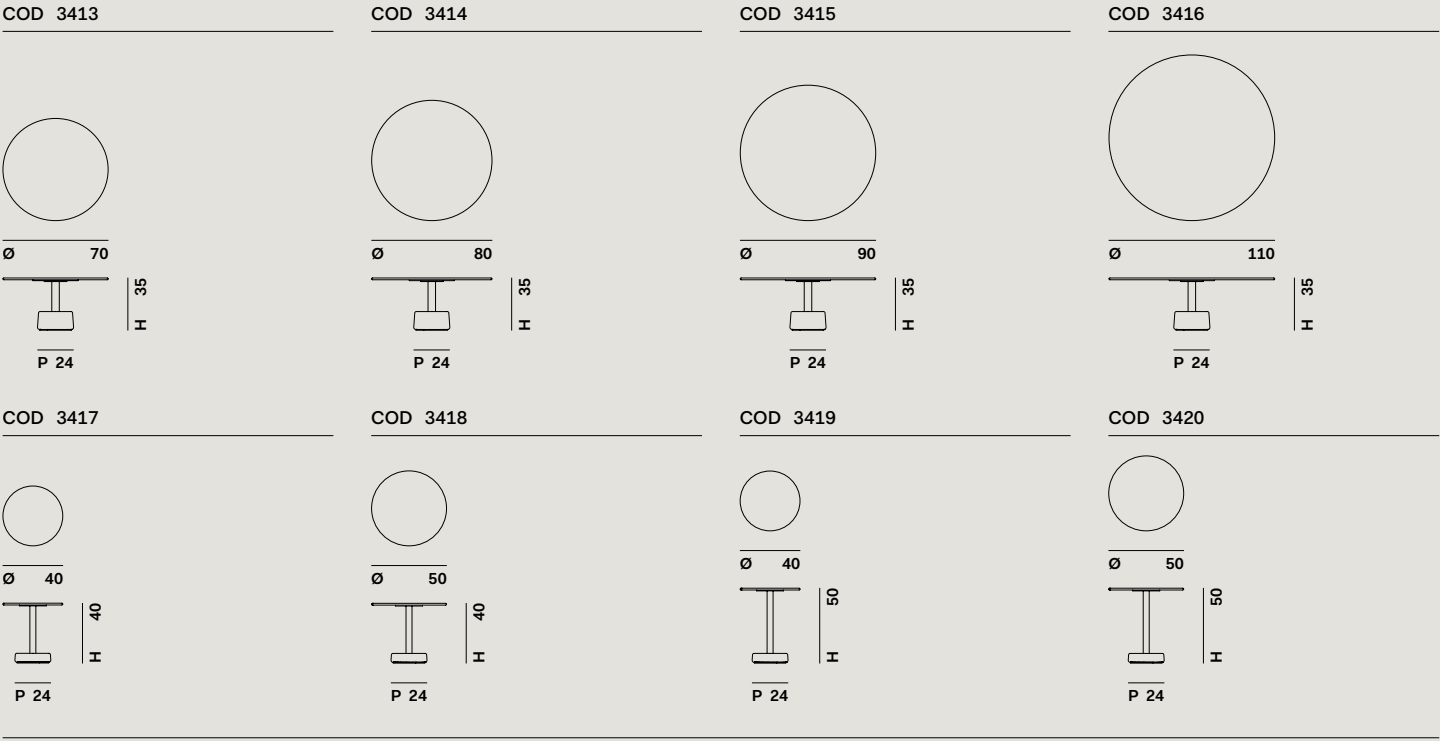 COD 3413
Ø 70
35
H
P 24
COD 3414
Ø 80
35
H
P 24
COD 3415
Ø 90
35
H
P 24
COD 3416
Ø 110
35
H
P 24
COD 3417
Ø 40
40
H
P 24
COD 3418
Ø 50
40
H
P 24
COD 3419
Ø 40
50
H
P 24
COD 3420
Ø 50
50
H
P 24